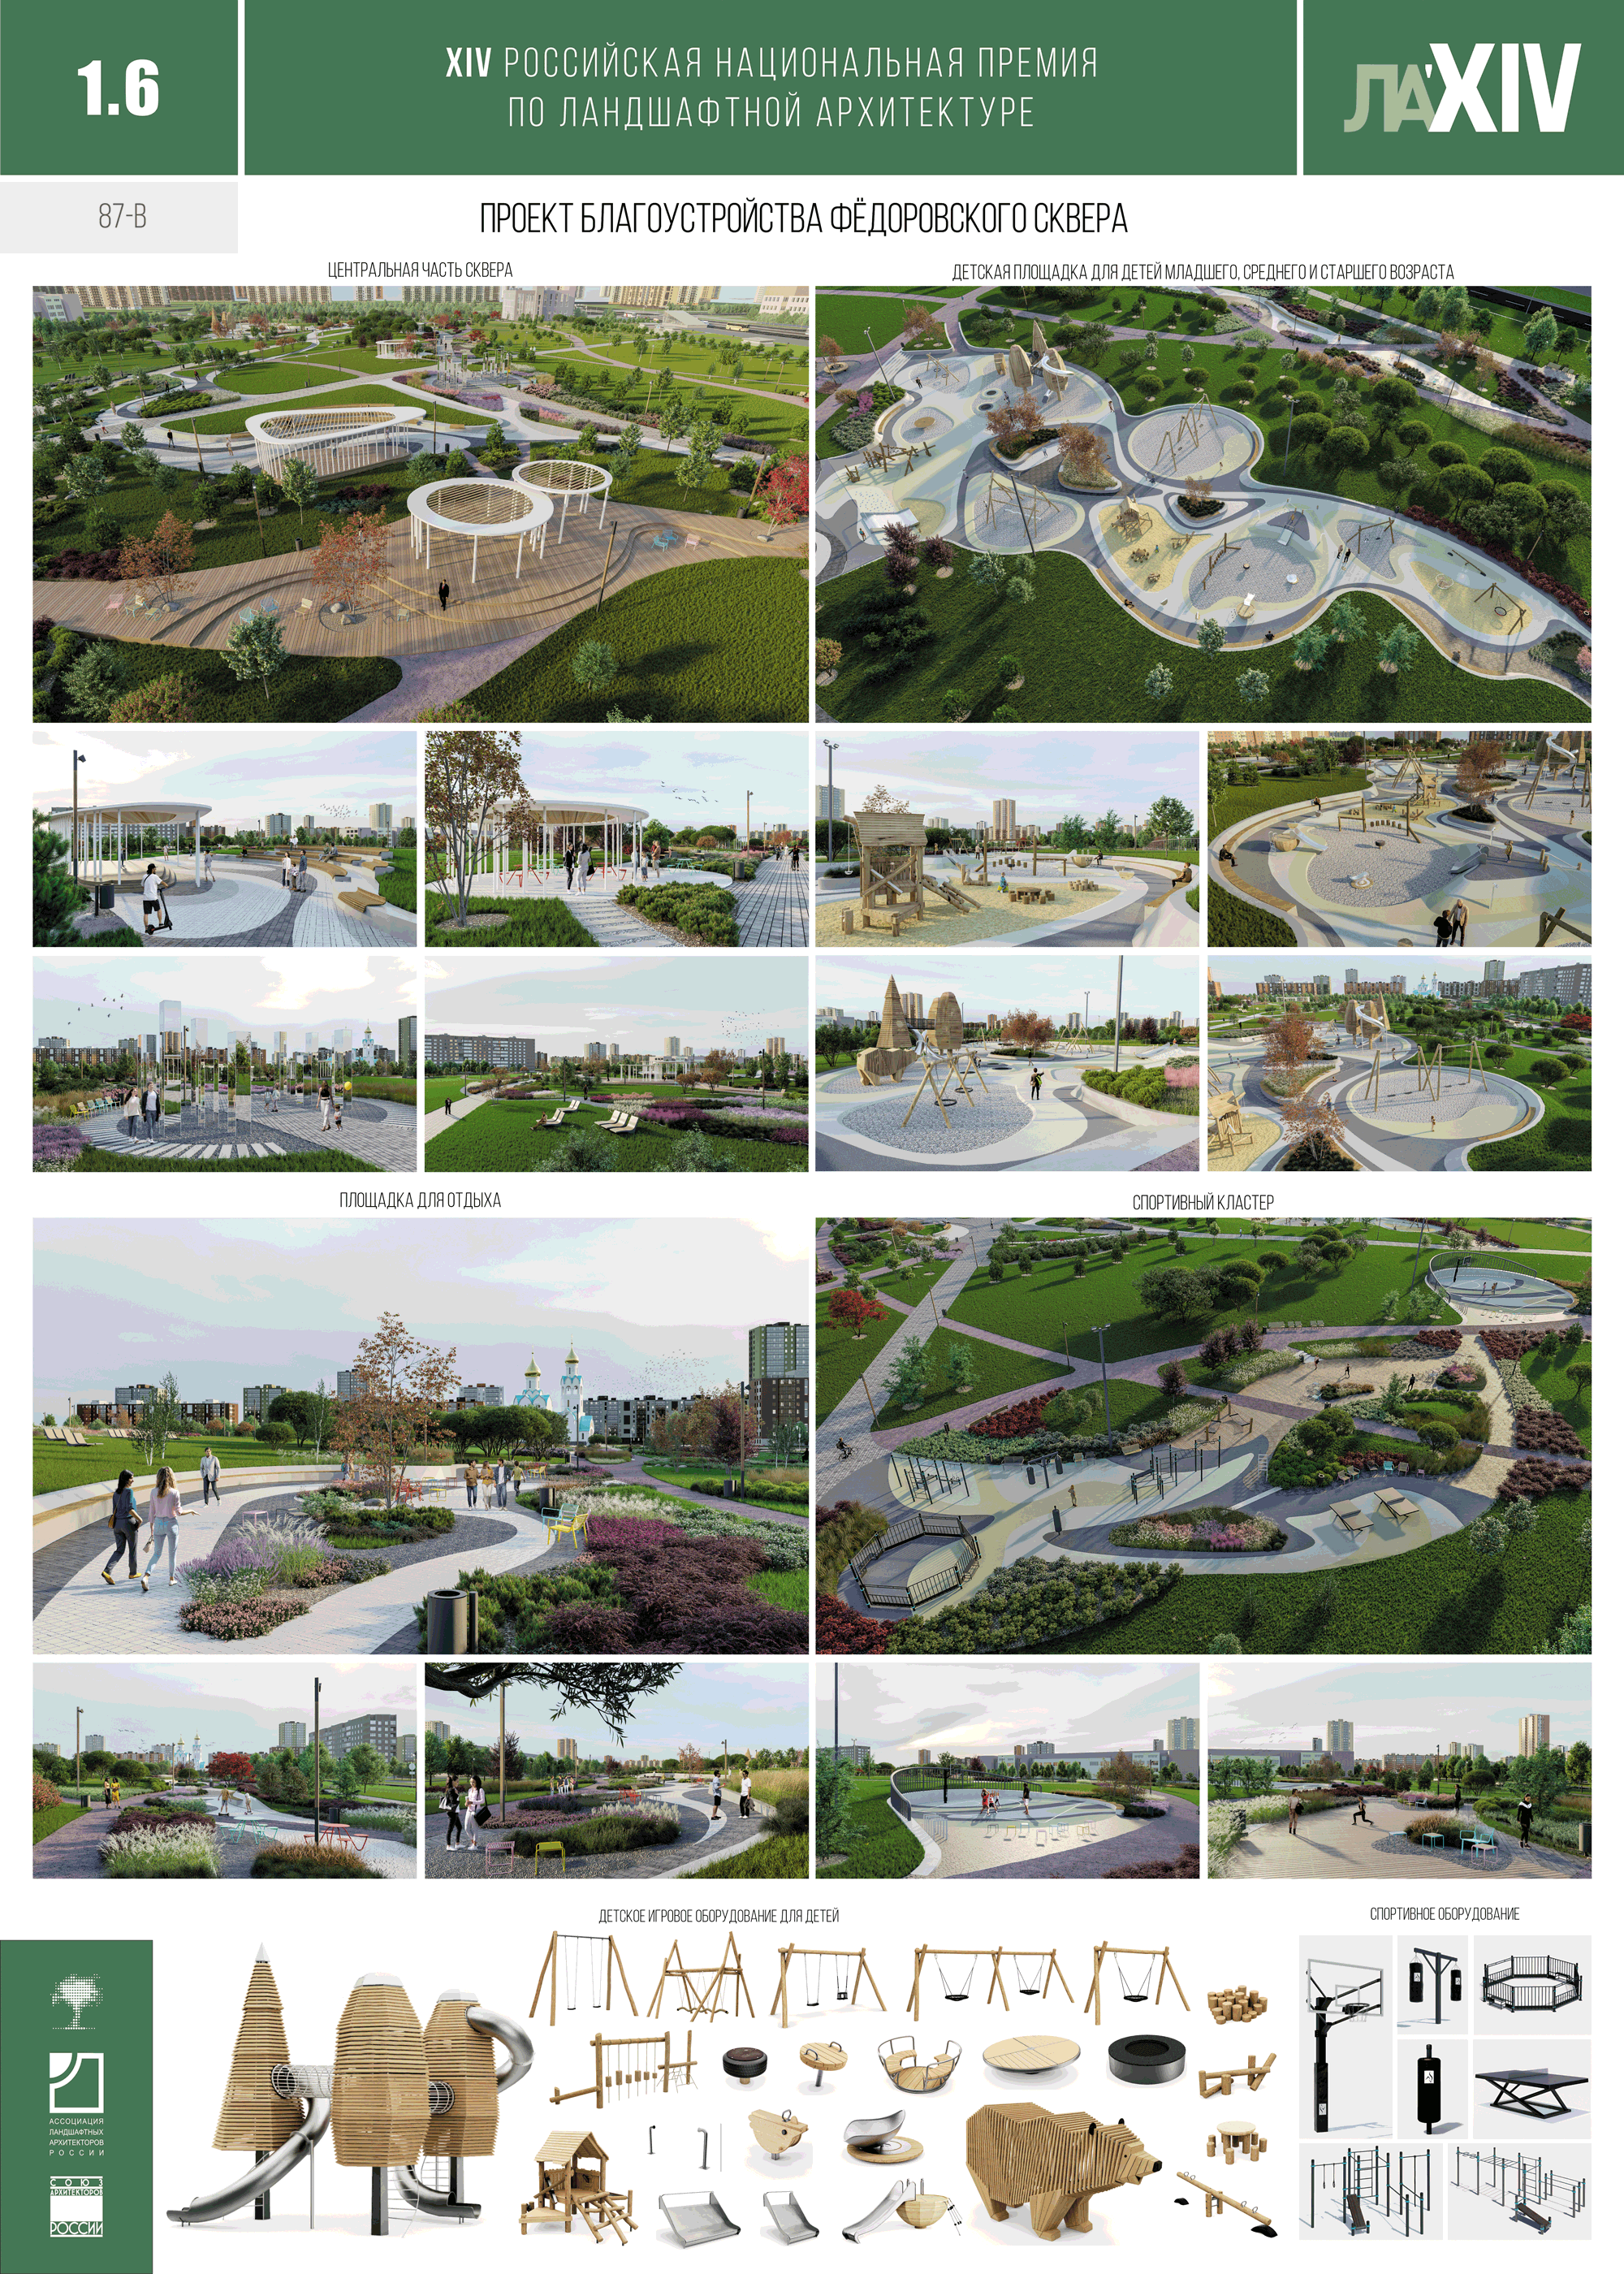 1.6
XIV РОССИЙСКАЯ НАЦИОНАЛЬНАЯ ПРЕМИЯ
ПО ЛАНДШАФТНОЙ АРХИТЕКТУРЕ
ЛА'XIV
87-В
ПРОЕКТ БЛАГОУСТРОЙСТВА ФЁДОРОВСКОГО СКВЕРА
ЦЕНТРАЛЬНАЯ ЧАСТЬ СКВЕРА
ДЕТСКАЯ ПЛОЩАДКА ДЛЯ ДЕТЕЙ МЛАДШЕГО, СРЕДНЕГО И СТАРШЕГО ВОЗРАСТА
ПЛОЩАДКА ДЛЯ ОТДЫХА
СПОРТИВНЫЙ КЛАСТЕР
ДЕТСКОЕ ИГРОВОЕ ОБОРУДОВАНИЕ ДЛЯ ДЕТЕЙ
СПОРТИВНОЕ ОБОРУДОВАНИЕ
АССОЦИАЦИЯ
ЛАНДШАФТНЫХ
АРХИТЕКТОРОВ
РОССИИ
СОЮЗ
АРХИТЕКТОРОВ
РОССИИ